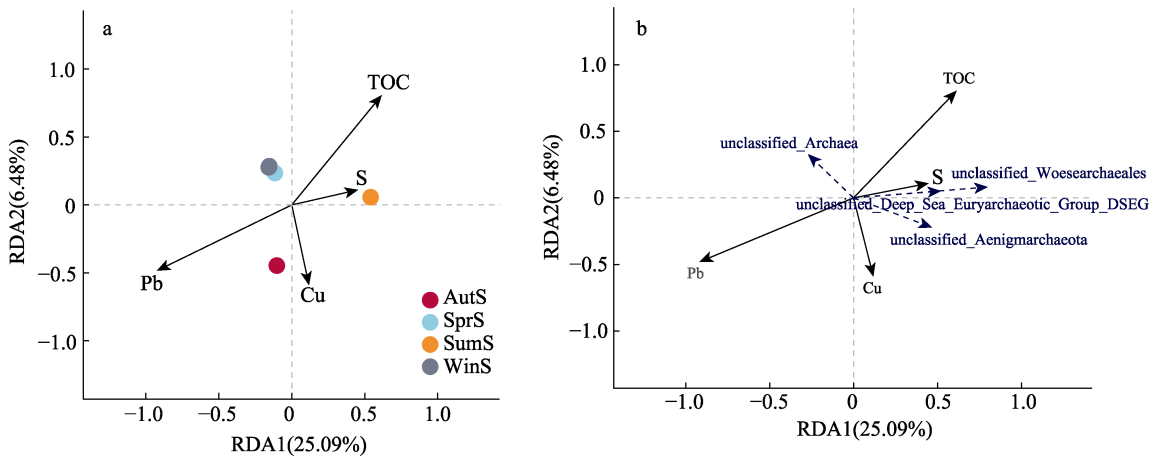 a
TOC
S
Pb
Cu
1.0
0.5
0
−0.5
−1.0
RDA2(6.48%)
−1.0
−0.5
0
0.5
1.0
RDA1(25.09%)
AutS
SprS
SumS
WinS
b
TOC
unclassified_Archaea
S
unclassified_Woesearchaeales
unclassified_Deep_Sea_Euryarchaeotic_Group_DSEG
unclassified_Aenigmarchaeota
Pb
Cu
1.0
0.5
0
−0.5
−1.0
RDA2(6.48%)
−1.0
−0.5
0
0.5
1.0
RDA1(25.09%)